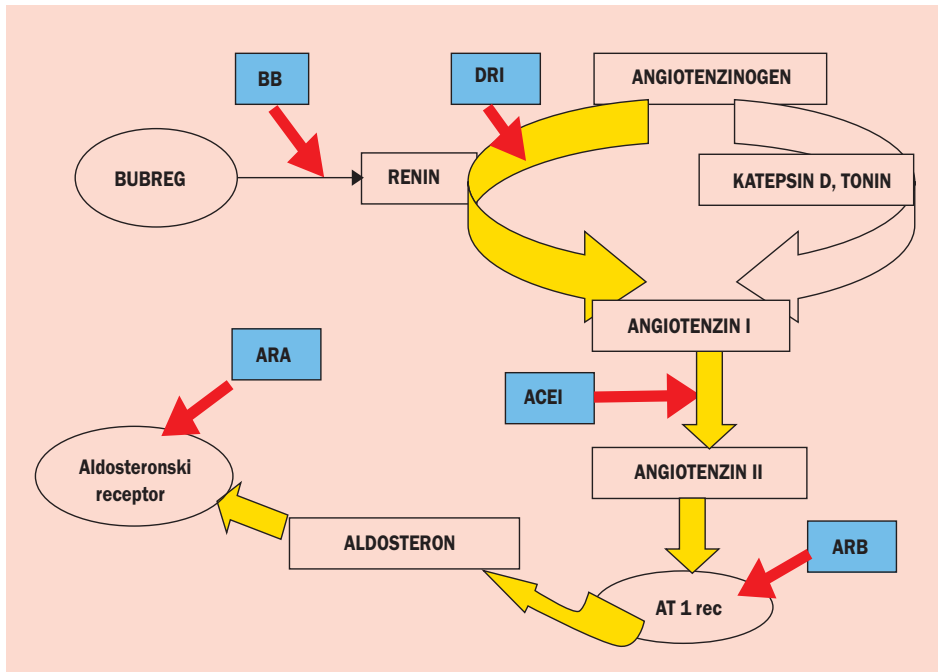 BB
DRI
ANGIOTENZINOGEN
BUBREG
RENIN
KATEPSIN D, TONIN
ANGIOTENZIN I
ARA
ACEI
Aldosteronski
receptor
ANGIOTENZIN II
ALDOSTERON
ARB
AT 1 rec